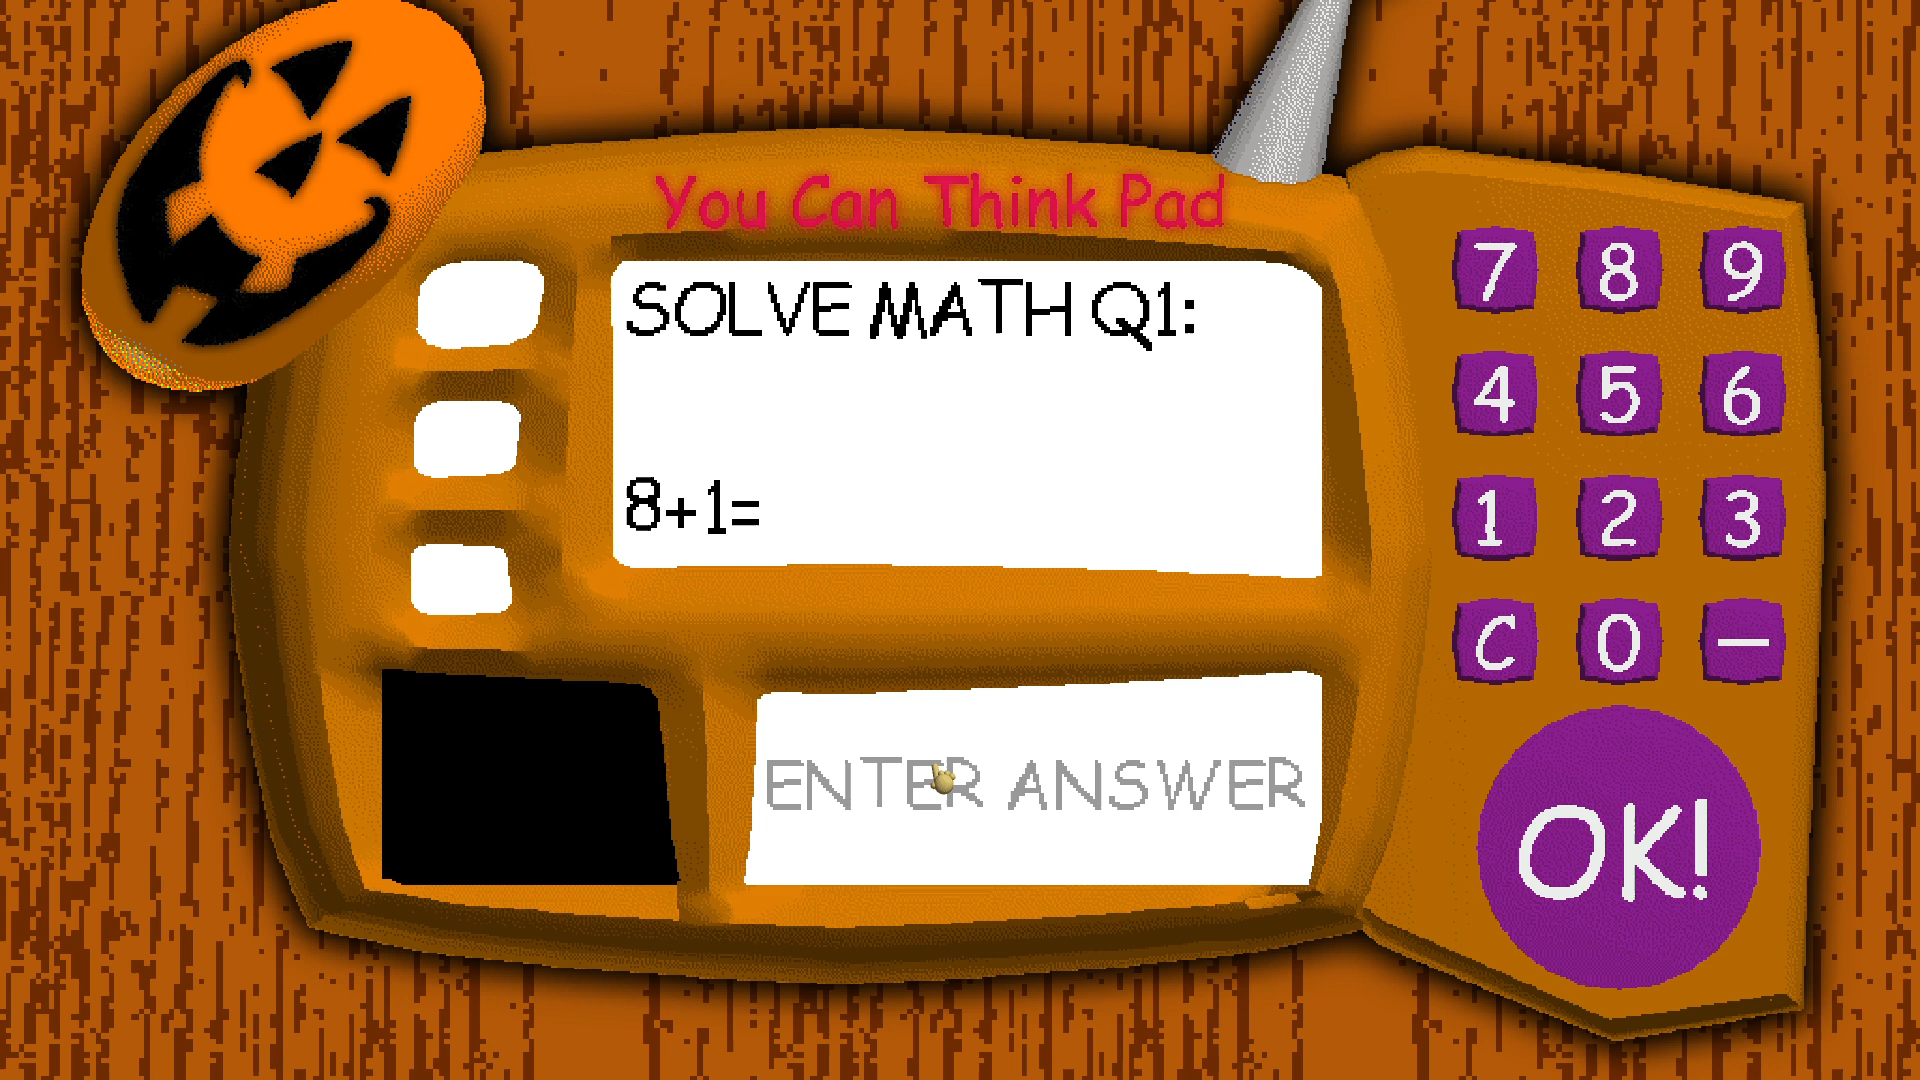 You Can Think Pad
SOLVE MATH Q1:
8+1=
ENTER ANSWER
7 8 9
4 5 6
1 2 3
C 0 —
OK!